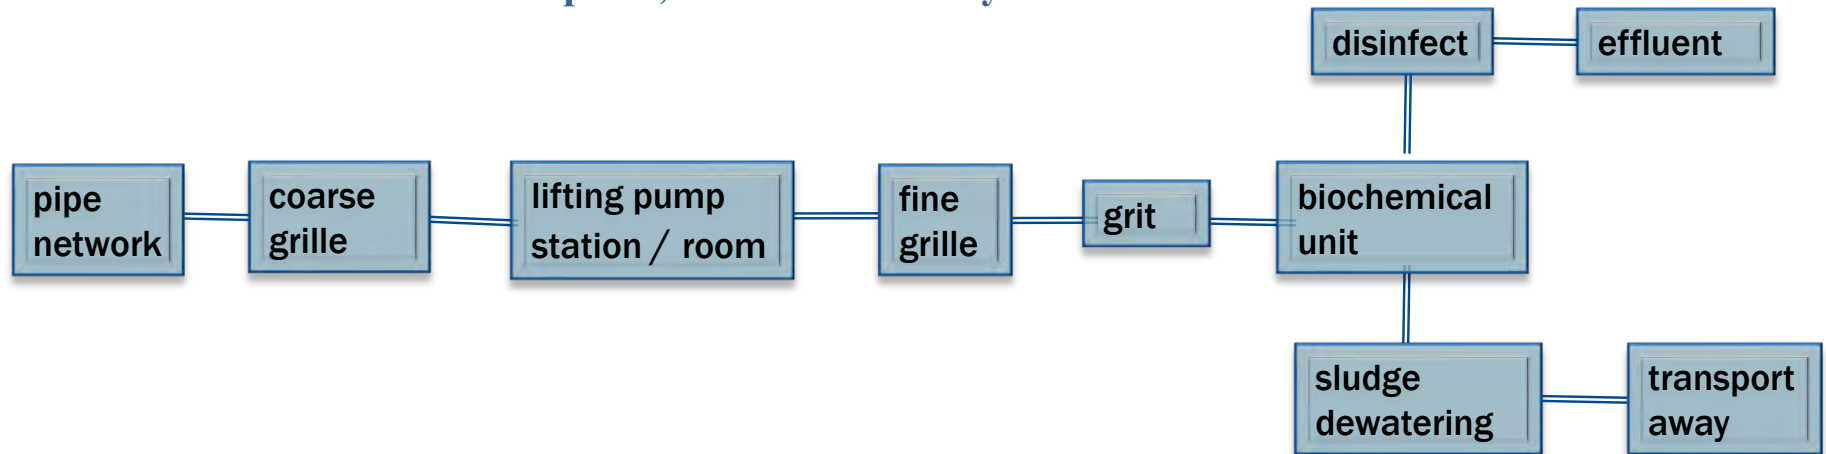 disinfect
effluent
pipe
network
coarse
grille
lifting pump
station / room
fine
grille
grit
biochemical
unit
sludge
dewatering
transport
away